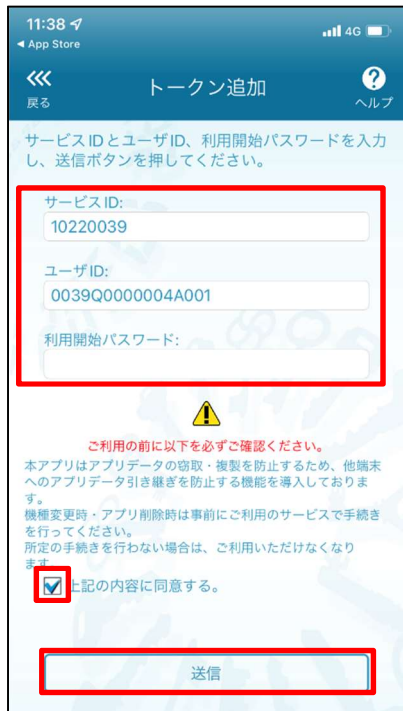 11:38
◀ App Store
4G
戻る
トークン追加
?
ヘルプ
サービスIDとユーザID、利用開始パスワードを入力
し、送信ボタンを押してください。
サービスID:
10220039
ユーザID:
0039Q0000004A001
利用開始パスワード:
ご利用の前に以下を必ずご確認ください。
本アプリはアプリデータの窃取・複製を防止するため、他端末
へのアプリデータ引き継ぎを防止する機能を導入しておりま
す。
機種変更時・アプリ削除時は事前にご利用のサービスで手続き
を行ってください。
所定の手続きを行わない場合は、ご利用いただけなくなり
ます。
上記の内容に同意する。
送信